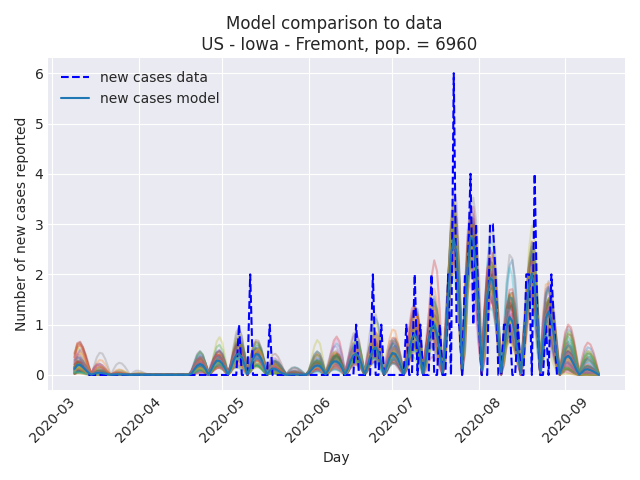 Model comparison to data
US - Iowa - Fremont, pop. = 6960
new cases data
new cases model
6
5
4
3
2
1
0
Number of new cases reported
2020-03
2020-04
2020-05
2020-06
2020-07
2020-08
2020-09
Day